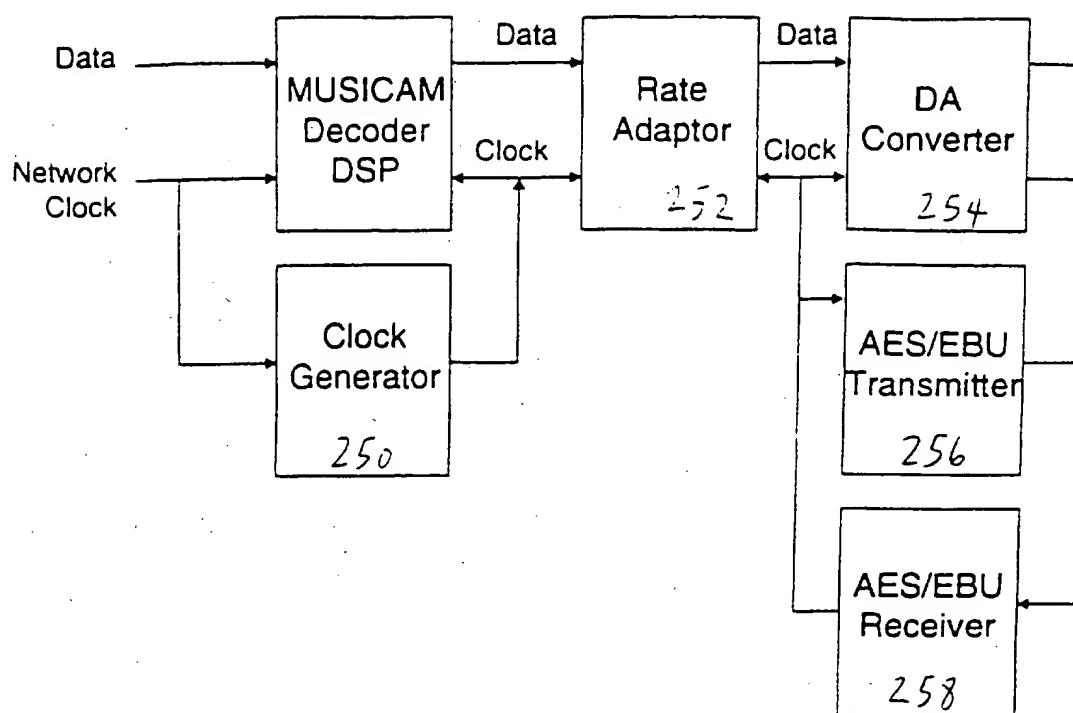 Data
Network
Clock
MUSICAM
Decoder
DSP
Data
Clock
Rate
Adaptor
252
Data
Clock
DA
Converter
254
Clock
Generator
250
AES/EBU
Transmitter
256
AES/EBU
Receiver
258